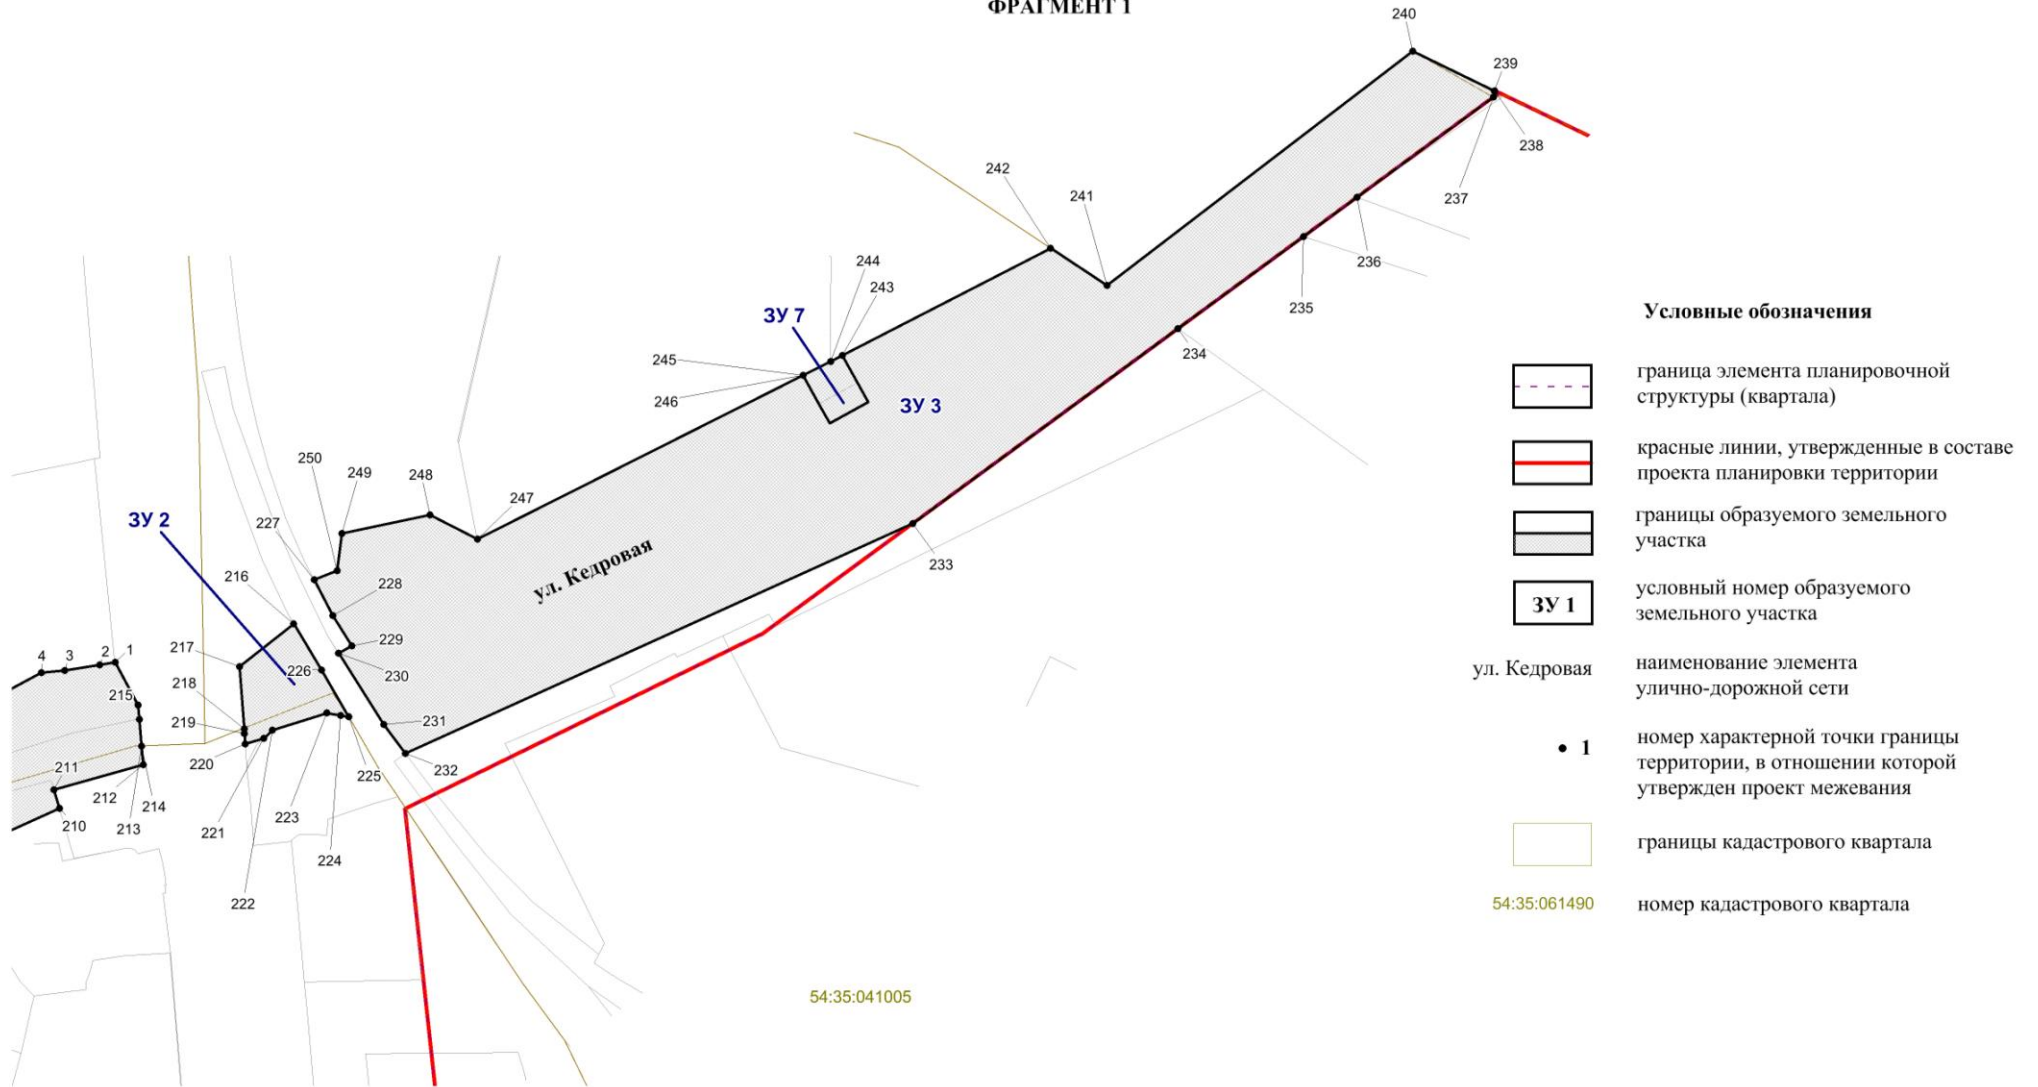 ФРАГМЕНТ 1
240
239
238
237
242
241
236
235
244
243
ЗУ 7
234
245
246
ЗУ 3
250
249
248
247
ЗУ 2
227
ул. Кедровая
233
216
228
229
4
3
2
1
217
226
230
215
218
219
231
220
225
232
211
212
214
210
213
221
223
224
222
54:35:041005
Условные обозначения
граница элемента планировочной
структуры (квартала)
красные линии, утвержденные в составе
проекта планировки территории
границы образуемого земельного
участка
ЗУ 1
условный номер образуемого
земельного участка
ул. Кедровая
наименование элемента
улично-дорожной сети
1
номер характерной точки границы
территории, в отношении которой
утвержден проект межевания
границы кадастрового квартала
54:35:061490
номер кадастрового квартала